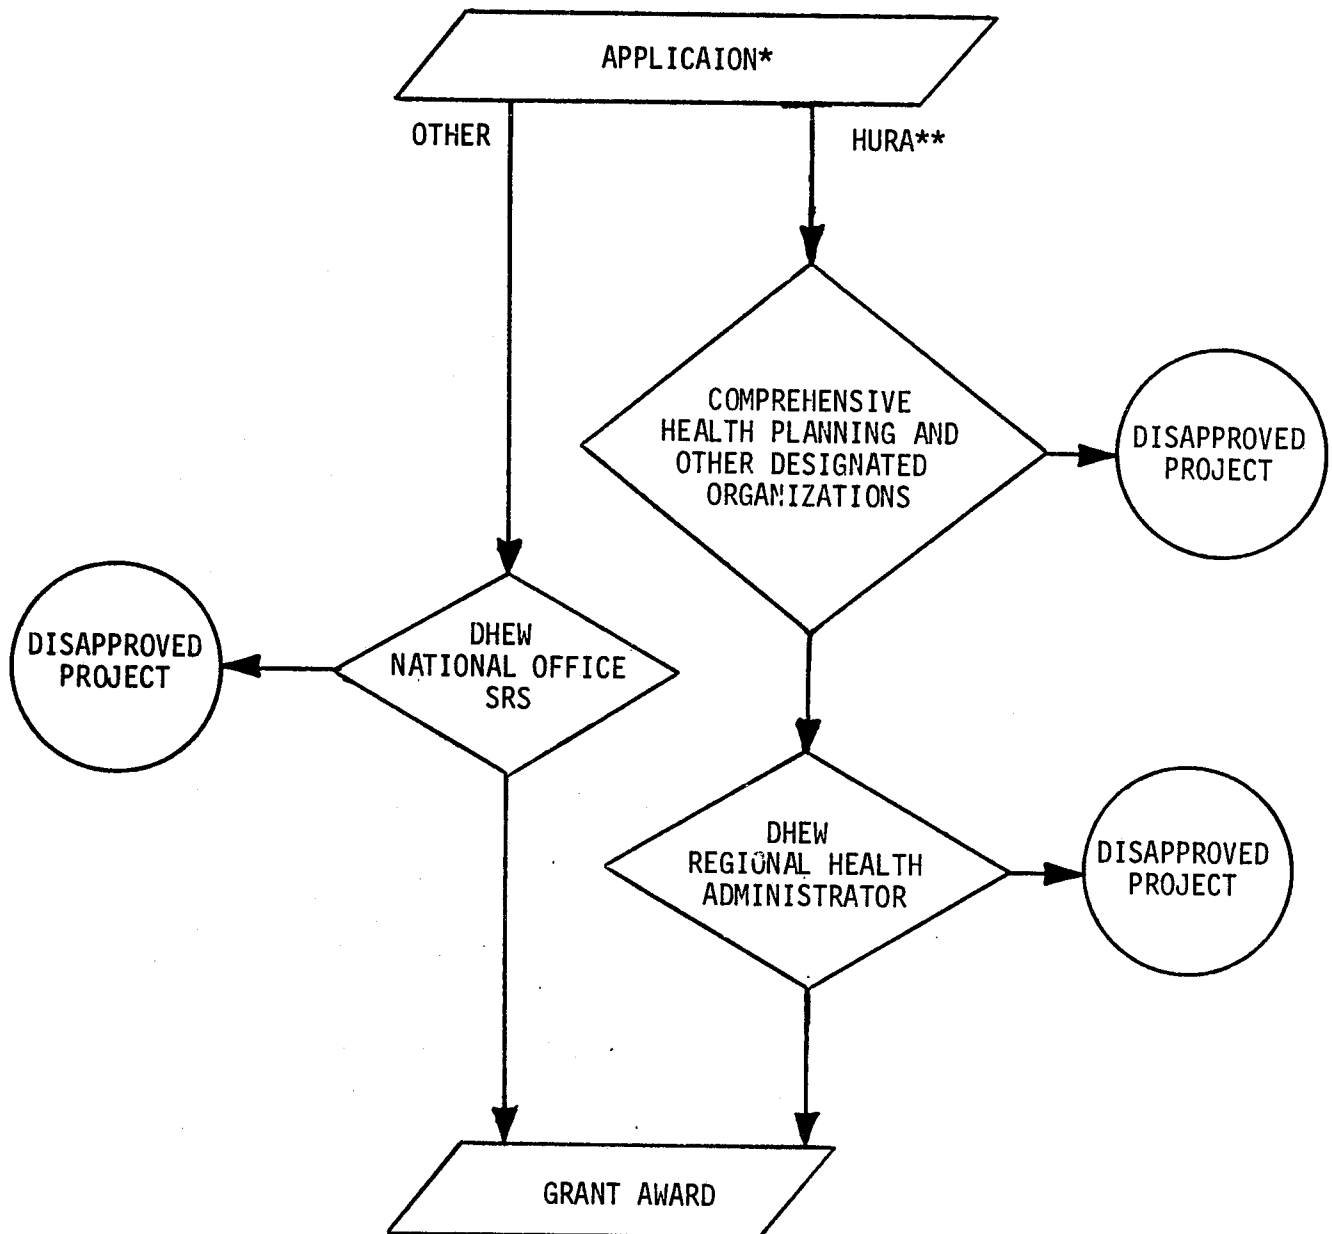 APPLICAION*
OTHER
HURA**
COMPREHENSIVE
HEALTH PLANNING AND
OTHER DESIGNATED
ORGANIZATIONS
DISAPPROVED
PROJECT
DHEW
NATIONAL OFFICE
SRS
DISAPPROVED
PROJECT
DHEW
REGIONAL HEALTH
ADMINISTRATOR
DISAPPROVED
PROJECT
GRANT AWARD